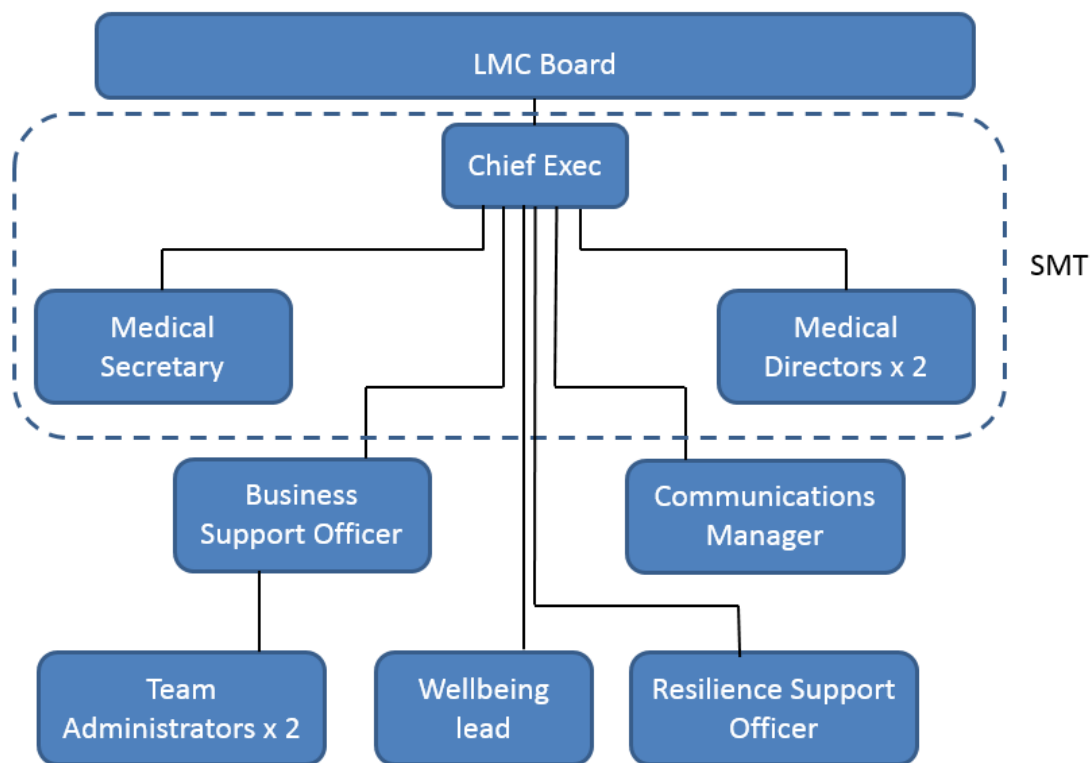 LMC Board
Chief Exec
SMT
Medical
Secretary
Medical
Directors x 2
Business
Support Officer
Communications
Manager
Team
Administrators x 2
Wellbeing
lead
Resilience Support
Officer